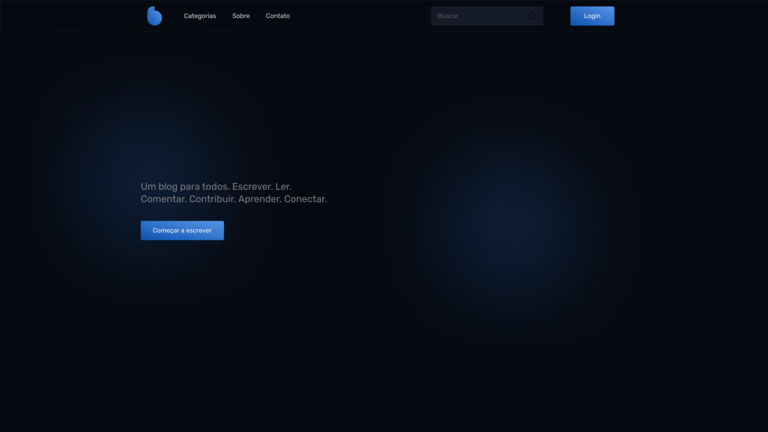 Categorias Sobre Contato Buscar Login
Um blog para todos. Escrever. Ler.
Comentar. Contribuir. Aprender. Conectar.
Começar a escrever